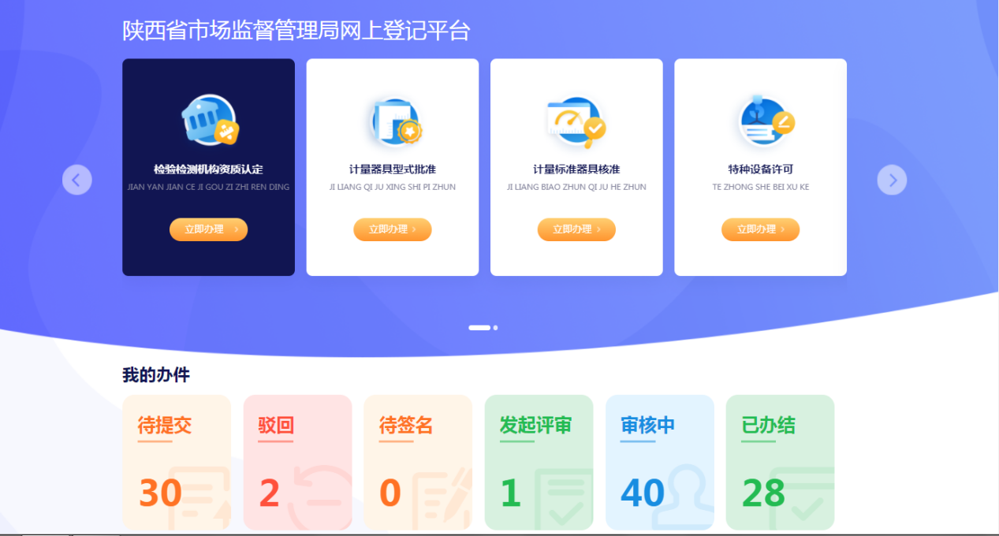 陕西省市场监督管理局网上登记平台
检验检测机构资质认定
JIAN YAN JIAN CE JI GOU ZI ZHI REN DING
立即办理
计量器具型式批准
JI LIANG QI JU XING SHI PI ZHUN
立即办理
计量标准器具核准
JI LIANG BIAO ZHUN QI JU HE ZHUN
立即办理
特种设备许可
TE ZHONG SHE BEI XU KE
立即办理
我的办件
待提交
30
驳回
2
待签名
0
发起评审
1
审核中
40
已办结
28